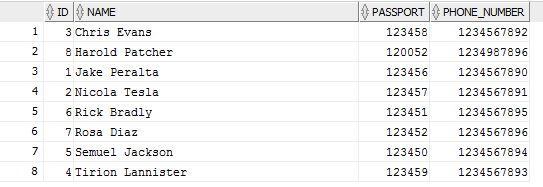 ID NAME PASSPORT PHONE_NUMBER
1 3 Chris Evans 123458 1234567892
2 8 Harold Patcher 120052 1234987896
3 1 Jake Peralta 123456 1234567890
4 2 Nicola Tesla 123457 1234567891
5 6 Rick Bradly 123451 1234567895
6 7 Rosa Diaz 123452 1234567896
7 5 Semuel Jackson 123450 1234567894
8 4 Tirion Lannister 123459 1234567893